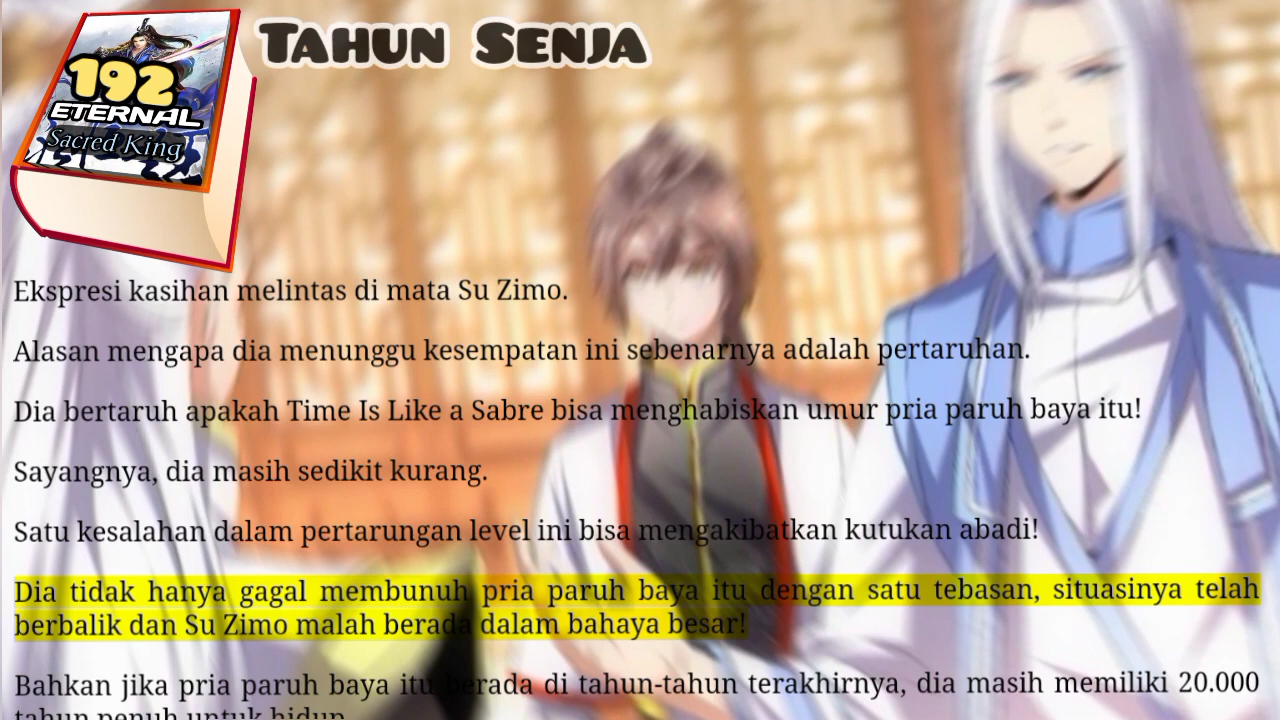 Tahun Senja
192
ETERNAL
Sacred King
Ekspresi kasihan melintas di mata Su Zimo.
Alasan mengapa dia menunggu kesempatan ini sebenarnya adalah pertaruhan.
Dia bertaruh apakah Time Is Like a Sabre bisa menghabiskan umur pria paruh baya itu!
Sayangnya, dia masih sedikit kurang.
Satu kesalahan dalam pertarungan level ini bisa mengakibatkan kutukan abadi!
Dia tidak hanya gagal membunuh pria paruh baya itu dengan satu tebasan, situasinya telah
berbalik dan Su Zimo malah berada dalam bahaya besar!
Bahkan jika pria paruh baya itu berada di tahun-tahun terakhirnya, dia masih memiliki 20.000
tahun penuh untuk hidup.